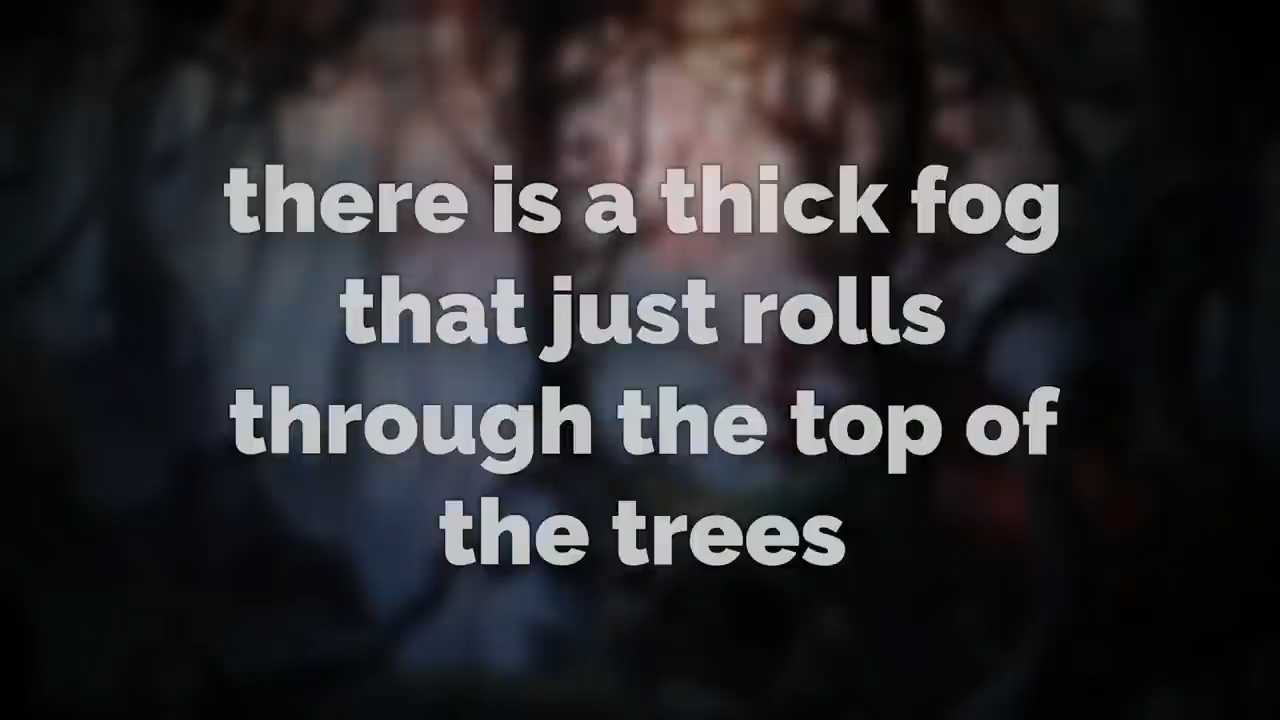 there is a thick fog
that just rolls
through the top of
the trees